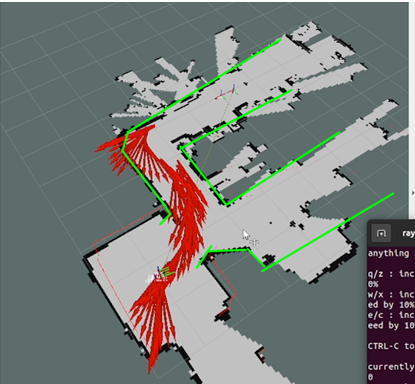 ray
anything
q/z : inc
0%
w/x : inc
ed by 10%
e/c : inc
eed by 10%
CTRL-C to
currently
0